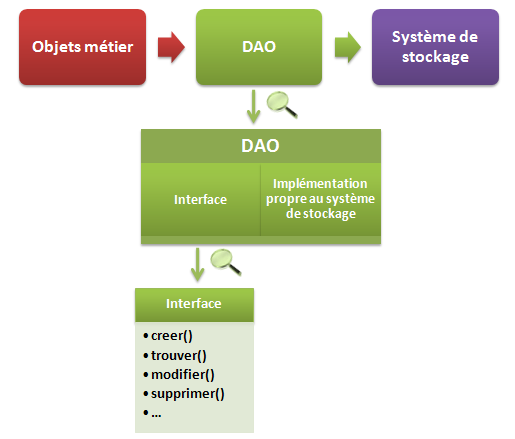 Objets métier
DAO
Système de
stockage
DAO
Interface
Implémentation
propre au système
de stockage
Interface
• creer()
• trouver()
• modifier()
• supprimer()
• ...